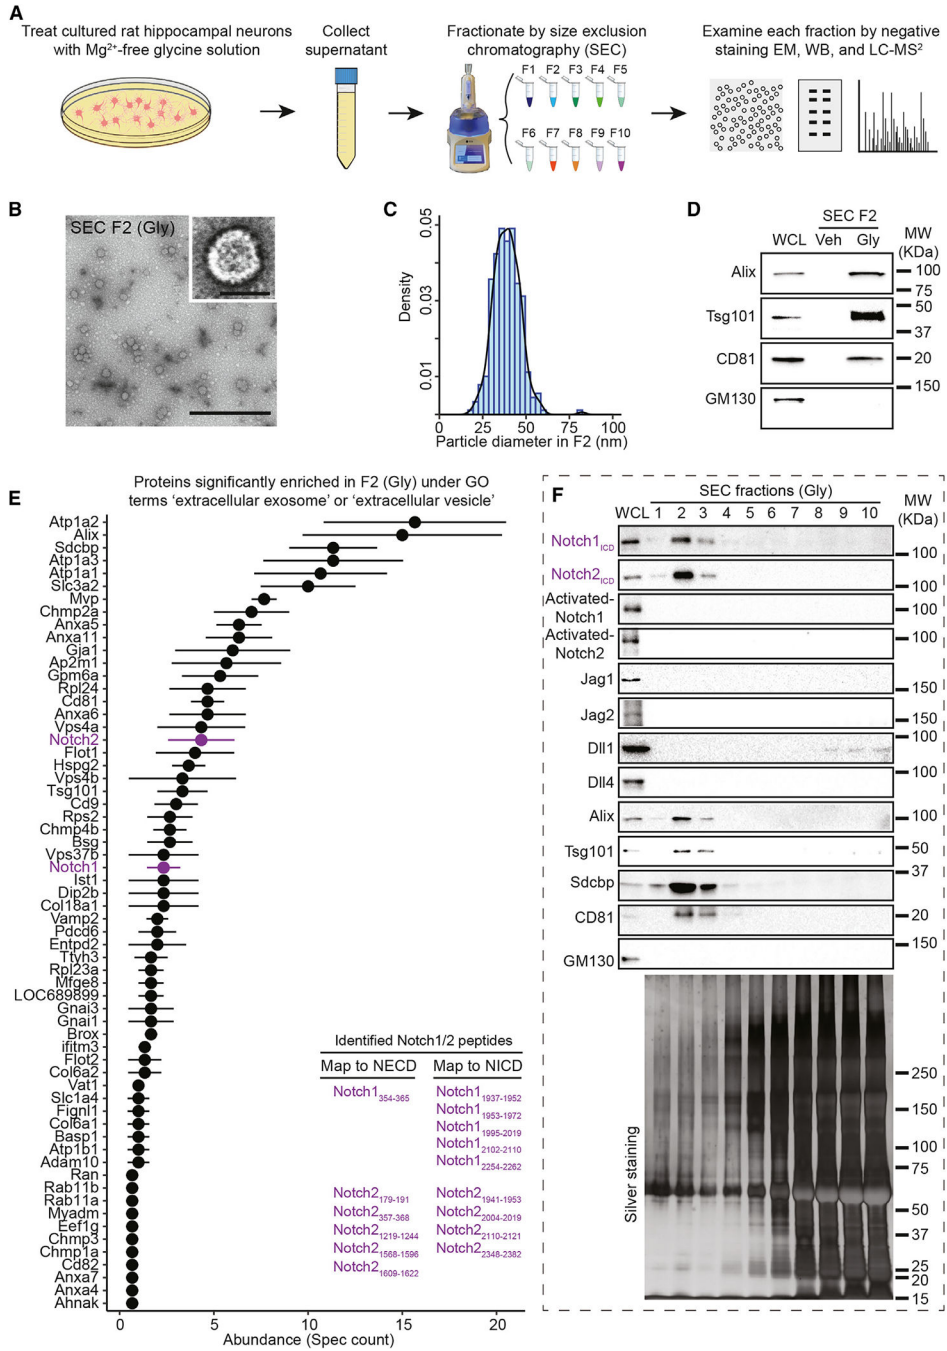 A
Treat cultured rat hippocampal neurons
with Mg2+-free glycine solution
Collect
supernatant
Fractionate by size exclusion
chromatography (SEC)
Examine each fraction by negative
staining EM, WB, and LC-MS2
F1 F2 F3 F4 F5
F6 F7 F8 F9 F10
B
SEC F2 (Gly)
C
Density
0.05
0.03
0.01
0 25 50 75 100
Particle diameter in F2 (nm)
D
SEC F2
WCL Veh Gly
MW
(KDa)
Alix
100
75
Tsg101
50
37
CD81
20
GM130
150
E
Proteins significantly enriched in F2 (Gly) under GO
terms ‘extracellular exosome’ or ‘extracellular vesicle’
Atp1a2
Alix
Sdcbp
Atp1a3
Atp1a1
Slc3a2
Mvp
Chmp2a
Anxa5
Anxa11
Gja1
Ap2m1
Gpm6a
Rpl24
Cd81
Anxa6
Vps4a
Notch2
Flot1
Hspg2
Vps4b
Tsg101
Cd9
Rps2
Chmp4b
Bsg
Vps37b
Notch1
Ist1
Dip2b
Col18a1
Vamp2
Pdcd6
Entpd2
Ttyh3
Rpl23a
Mfge8
LOC689899
Gnai3
Gnai1
Brox
ifitm3
Flot2
Col6a2
Vat1
Slc1a4
Fignl1
Col6a1
Basp1
Atp1b1
Adam10
Ran
Rab11b
Rab11a
Myadm
Eef1g
Chmp3
Chmp1a
Cd82
Anxa7
Anxa4
Ahnak
0 5 10 15 20
Abundance (Spec count)
Identified Notch1/2 peptides
Map to NECD Map to NICD
Notch1354-365 Notch11937-1952
Notch11953-1972
Notch11995-2019
Notch12102-2110
Notch12254-2262
Notch2179-191 Notch21941-1953
Notch2357-368 Notch22004-2019
Notch21219-1244 Notch22110-2121
Notch21568-1596 Notch22348-2382
Notch21609-1622
F
SEC fractions (Gly)
WCL 1 2 3 4 5 6 7 8 9 10
MW
(KDa)
Notch1ICD
100
Notch2ICD
100
Activated-
Notch1
100
Activated-
Notch2
100
Jag1
150
Jag2
150
Dll1
100
Dll4
100
Alix
100
Tsg101
50
Sdcbp
37
CD81
20
GM130
150
Silver staining
250
150
100
75
50
37
25
20
15